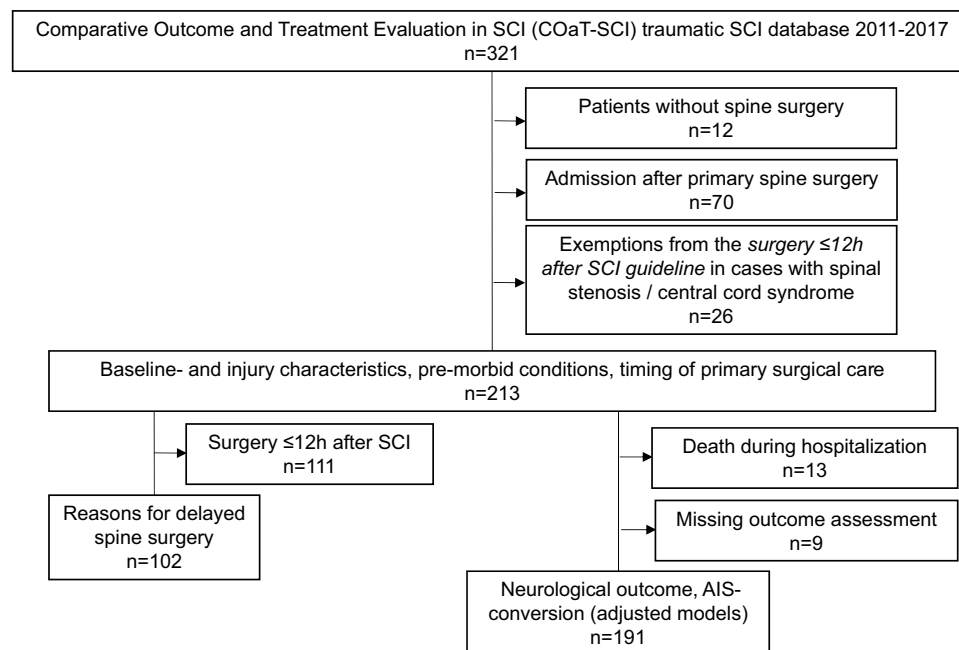 Comparative Outcome and Treatment Evaluation in SCI (COaT-SCI) traumatic SCI database 2011-2017
n=321
Patients without spine surgery
n=12
Admission after primary spine surgery
n=70
Exemptions from the surgery ≤12h
after SCI guideline in cases with spinal
stenosis / central cord syndrome
n=26
Baseline- and injury characteristics, pre-morbid conditions, timing of primary surgical care
n=213
Surgery ≤12h after SCI
n=111
Reasons for delayed
spine surgery
n=102
Death during hospitalization
n=13
Missing outcome assessment
n=9
Neurological outcome, AIS-
conversion (adjusted models)
n=191